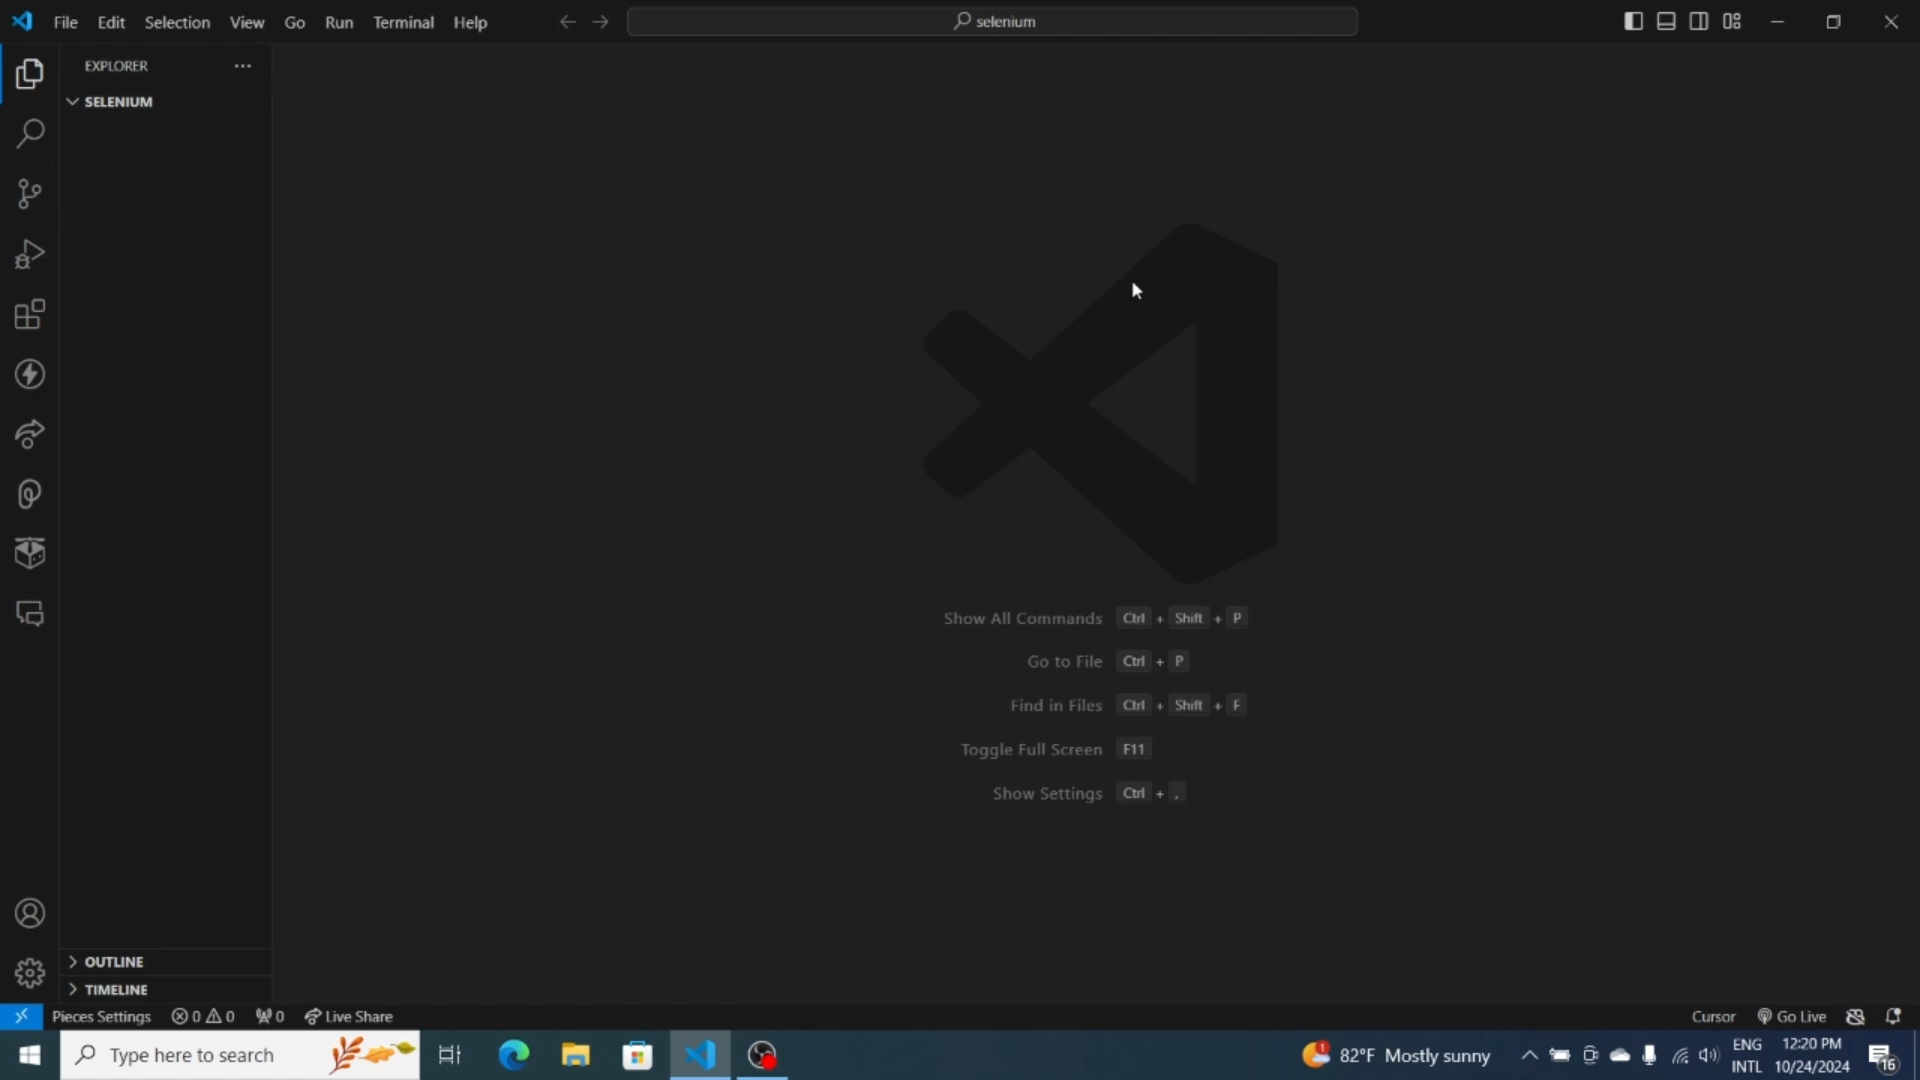 File Edit Selection View Go Run Terminal Help
selenium
EXPLORER
SELENIUM
Show All Commands Ctrl + Shift + P
Go to File Ctrl + P
Find in Files Ctrl + Shift + F
Toggle Full Screen F11
Show Settings Ctrl + ,
OUTLINE
TIMELINE
Pieces Settings 0 0 0 Live Share Cursor Go Live
Type here to search
1
82°F Mostly sunny
ENG
INTL
12:20 PM
10/24/2024
16